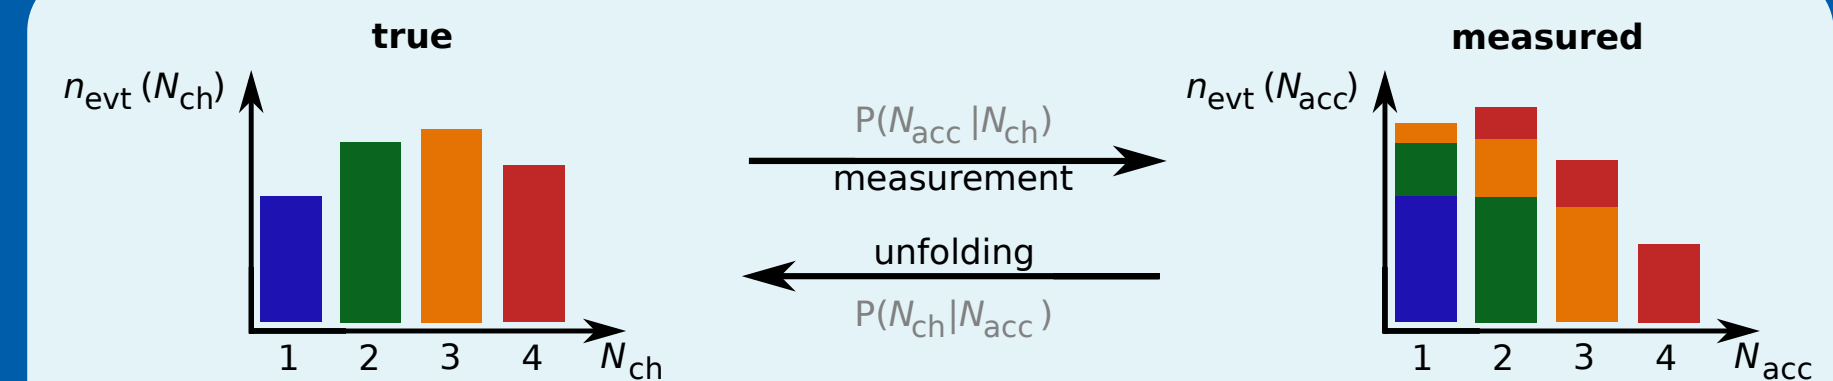 true
measured
n_evt (N_ch)
n_evt (N_acc)
P(N_acc |N_ch)
measurement
unfolding
P(N_ch|N_acc )
1 2 3 4 N_ch
1 2 3 4 N_acc